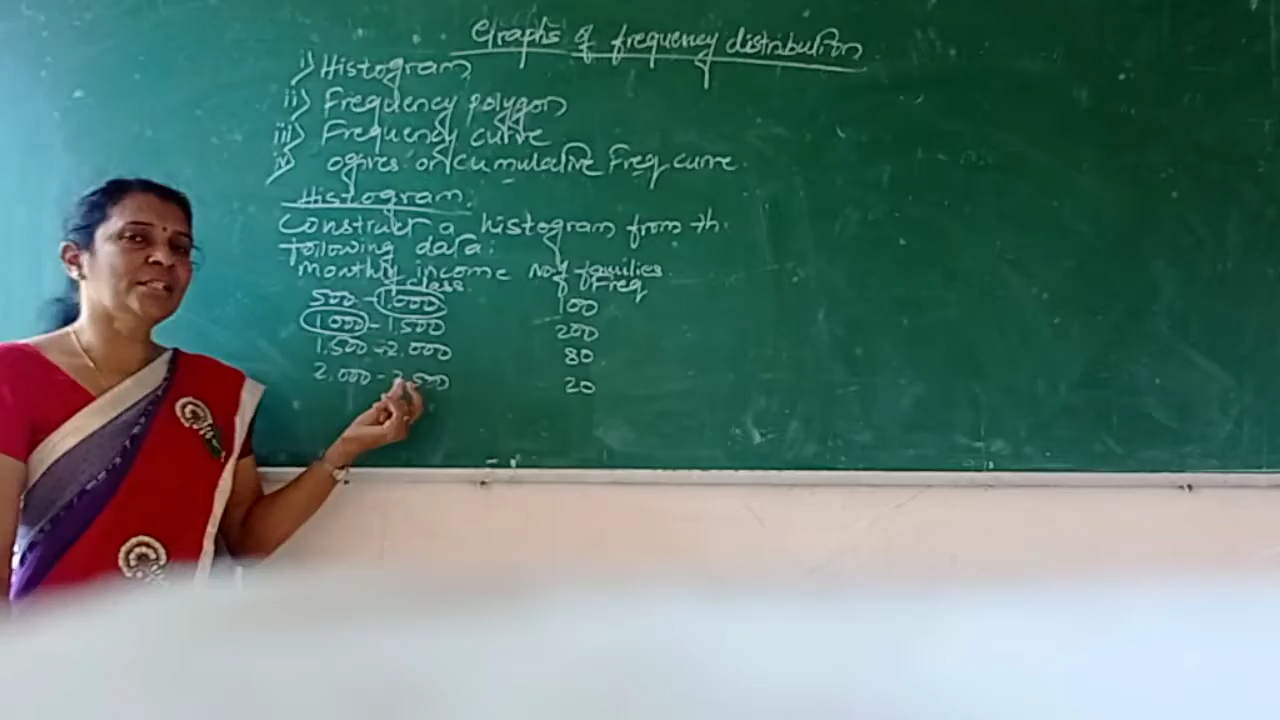 Graphs of frequency distribution
i) Histogram
ii) Frequency polygon
iii) Frequency curve
iv) ogives or cumulative Freq curve.
Histogram.
Construct a histogram from th.
following data:
Monthly income No. of families.
class. Freq
500 - 1,000 100
1,000 - 1,500 200
1,500 - 2,000 80
2,000 - 2,500 20